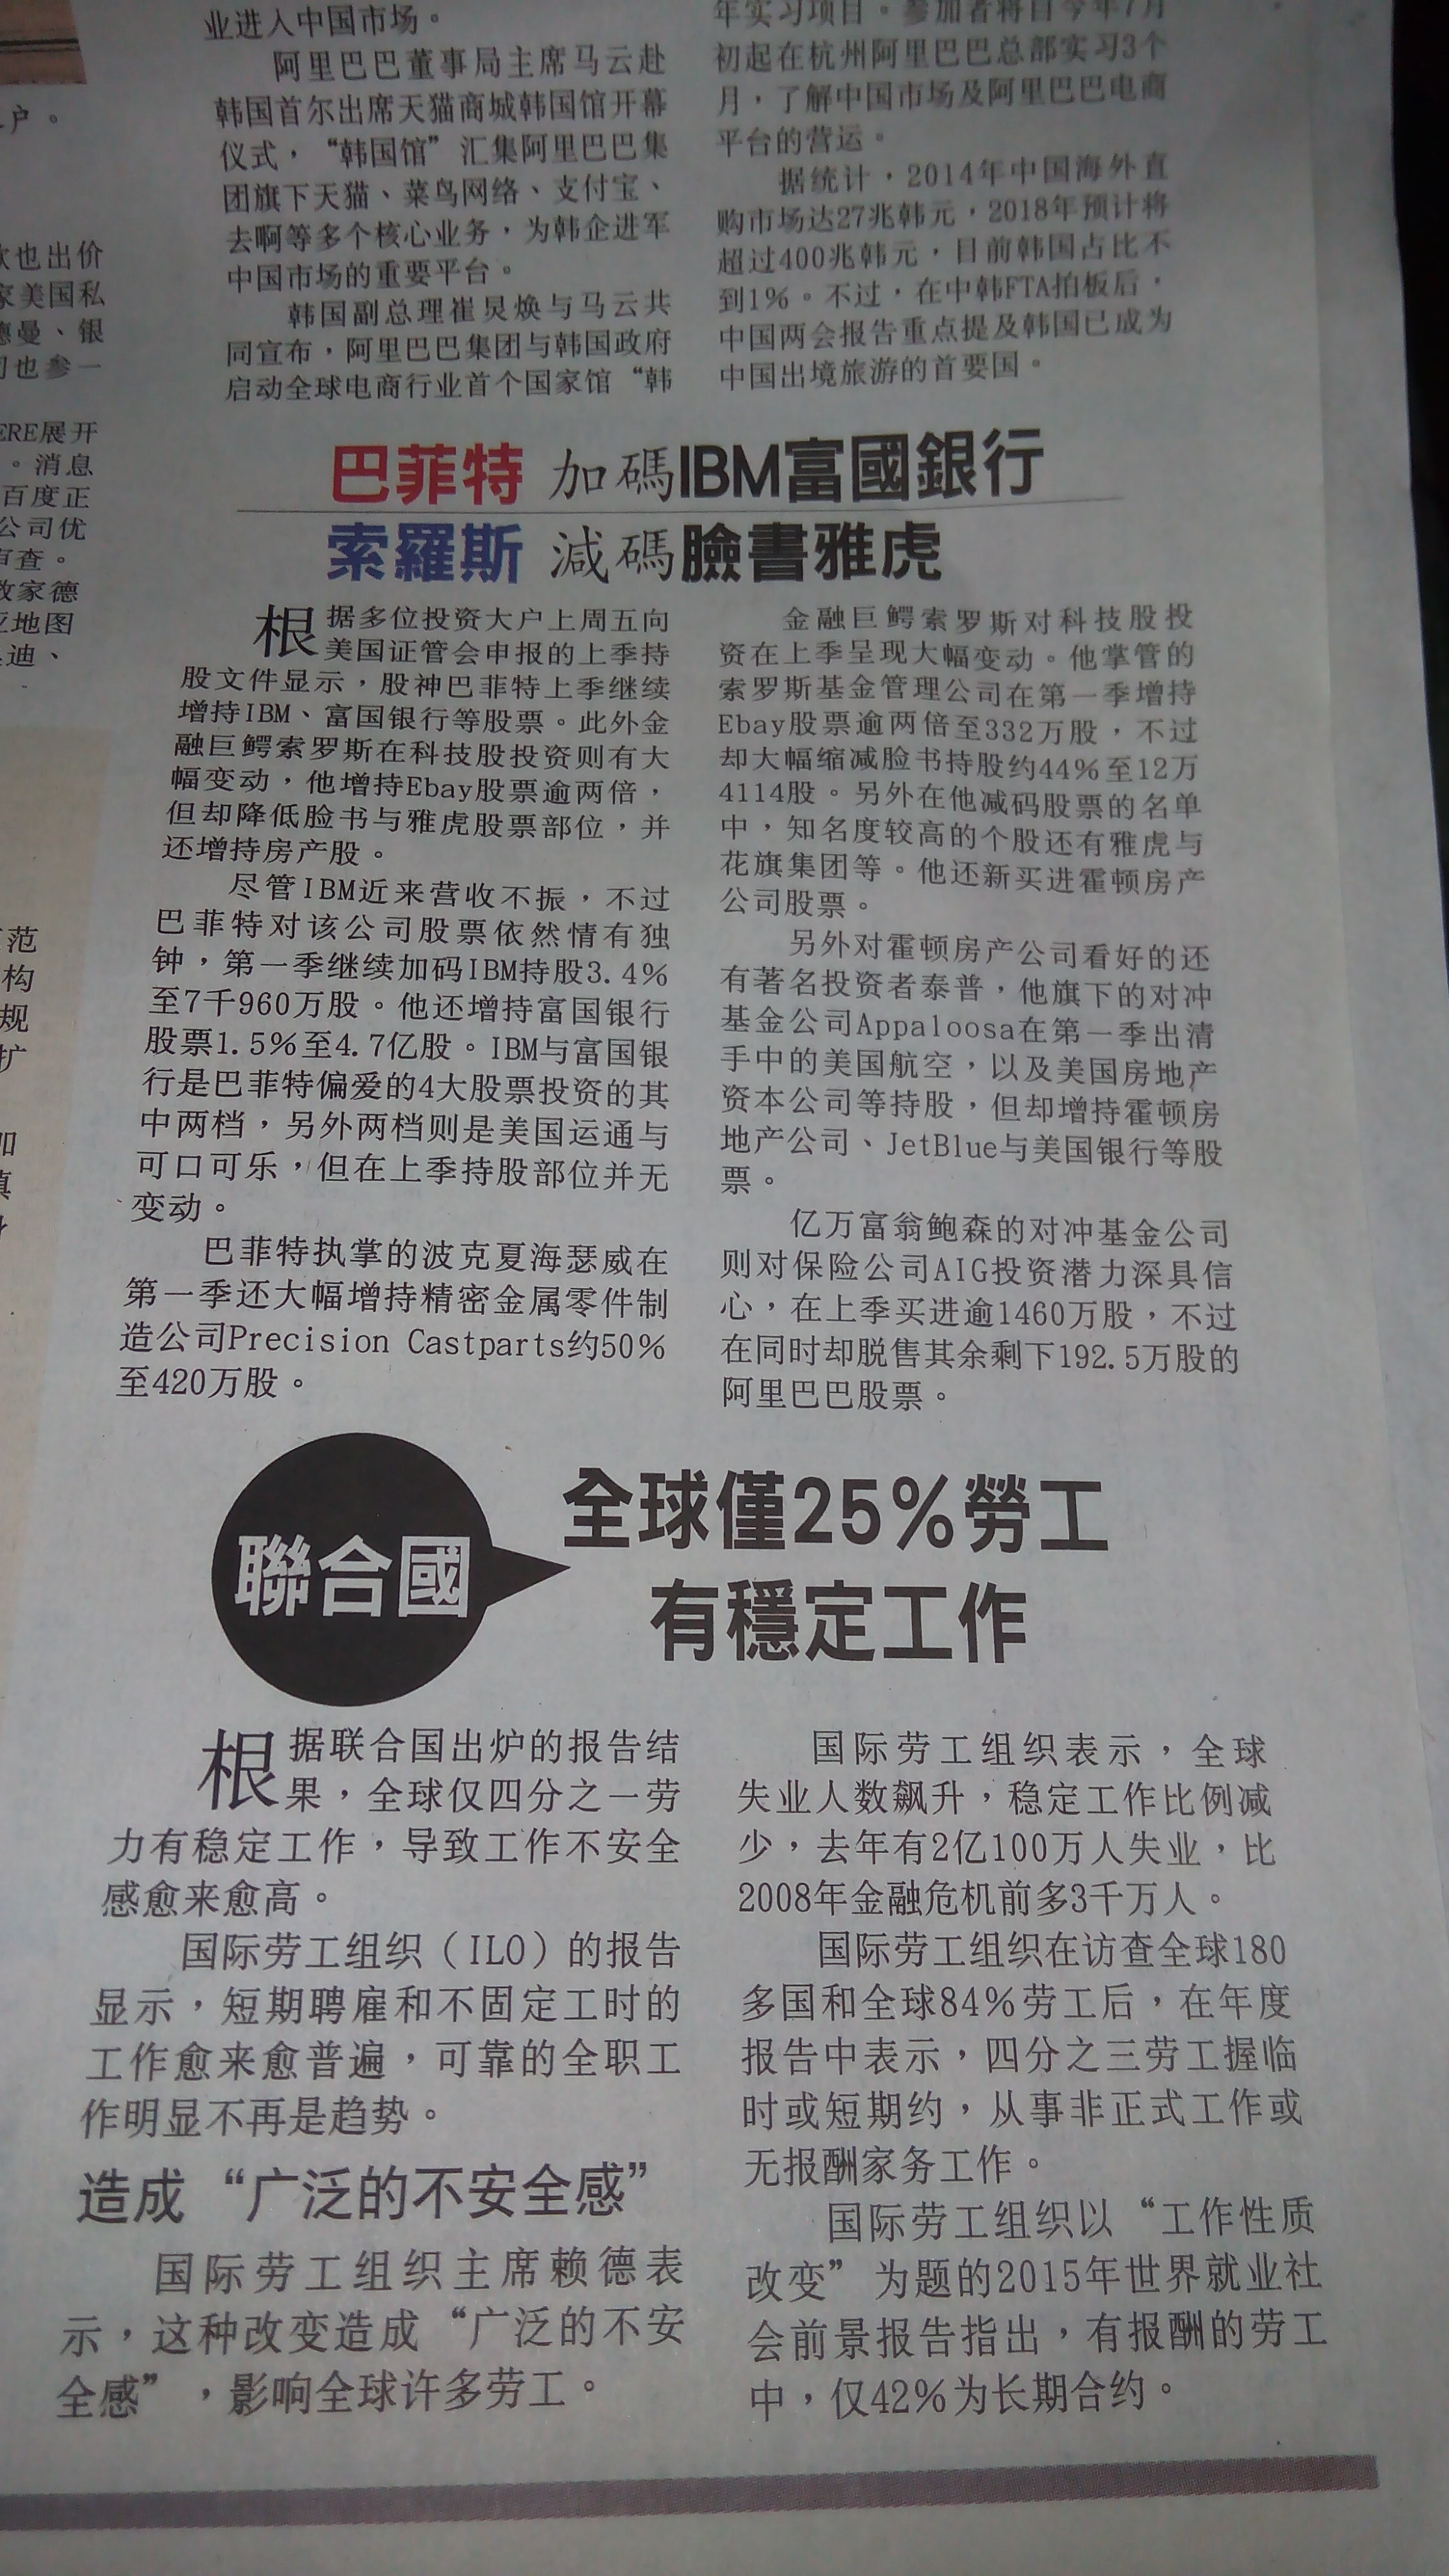 户。
欤也出价
家美国私
德曼、银
司也参一
ERE展开
。消息
百度正
公司优
审查。
数家德
位地图
迪、
范
构
规
扩
业进入中国市场。
阿里巴巴董事局主席马云赴
韩国首尔出席天猫商城韩国馆开幕
仪式，“韩国馆”汇集阿里巴巴集
团旗下天猫、菜鸟网络、支付宝、
去啊等多个核心业务，为韩企进军
中国市场的重要平台。
韩国副总理崔炅焕与马云共
同宣布，阿里巴巴集团与韩国政府
启动全球电商行业首个国家馆“韩
年实习项目。参加者将自今年7月
初起在杭州阿里巴巴总部实习3个
月，了解中国市场及阿里巴巴电商
平台的营运。
据统计，2014年中国海外直
购市场达27兆韩元，2018年预计将
超过400兆韩元，目前韩国占比不
到1%。不过，在中韩FTA拍板后，
中国两会报告重点提及韩国已成为
中国出境旅游的首要国。
巴菲特 加碼IBM富國銀行
索羅斯 減碼臉書雅虎
根据多位投资大户上周五向
美国证管会申报的上季持
股文件显示，股神巴菲特上季继续
增持IBM、富国银行等股票。此外金
融巨鳄索罗斯在科技股投资则有大
幅变动，他增持Ebay股票逾两倍，
但却降低脸书与雅虎股票部位，并
还增持房产股。
尽管IBM近来营收不振，不过
巴菲特对该公司股票依然情有独
钟，第一季继续加码IBM持股3.4%
至7千960万股。他还增持富国银行
股票1.5%至4.7亿股。IBM与富国银
行是巴菲特偏爱的4大股票投资的其
中两档，另外两档则是美国运通与
可口可乐，但在上季持股部位并无
变动。
巴菲特执掌的波克夏海瑟威在
第一季还大幅增持精密金属零件制
造公司Precision Castparts约50%
至420万股。
金融巨鳄索罗斯对科技股投
资在上季呈现大幅变动。他掌管的
索罗斯基金管理公司在第一季增持
Ebay股票逾两倍至332万股，不过
却大幅缩减脸书持股约44%至12万
4114股。另外在他减码股票的名单
中，知名度较高的个股还有雅虎与
花旗集团等。他还新买进霍顿房产
公司股票。
另外对霍顿房产公司看好的还
有著名投资者泰普，他旗下的对冲
基金公司Appaloosa在第一季出清
手中的美国航空，以及美国房地产
资本公司等持股，但却增持霍顿房
地产公司、JetBlue与美国银行等股
票。
亿万富翁鲍森的对冲基金公司
则对保险公司AIG投资潜力深具信
心，在上季买进逾1460万股，不过
在同时却脱售其余剩下192.5万股的
阿里巴巴股票。
聯合國
全球僅25%勞工
有穩定工作
根据联合国出炉的报告结
果，全球仅四分之一劳
力有稳定工作，导致工作不安全
感愈来愈高。
国际劳工组织（ILO）的报告
显示，短期聘雇和不固定工时的
工作愈来愈普遍，可靠的全职工
作明显不再是趋势。
造成“广泛的不安全感”
国际劳工组织主席赖德表
示，这种改变造成“广泛的不安
全感”，影响全球许多劳工。
国际劳工组织表示，全球
失业人数飙升，稳定工作比例减
少，去年有2亿100万人失业，比
2008年金融危机前多3千万人。
国际劳工组织在访查全球180
多国和全球84%劳工后，在年度
报告中表示，四分之三劳工握临
时或短期约，从事非正式工作或
无报酬家务工作。
国际劳工组织以“工作性质
改变”为题的2015年世界就业社
会前景报告指出，有报酬的劳工
中，仅42%为长期合约。